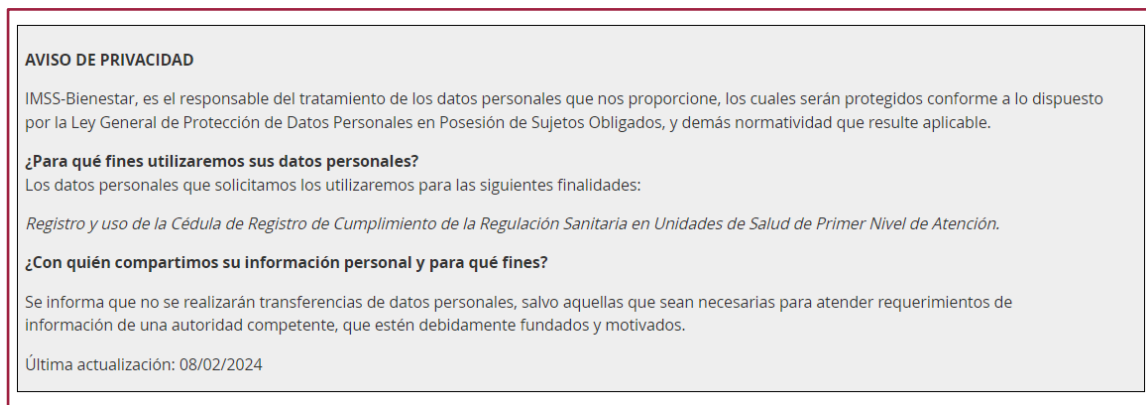 AVISO DE PRIVACIDAD
IMSS-Bienestar, es el responsable del tratamiento de los datos personales que nos proporcione, los cuales serán protegidos conforme a lo dispuesto
por la Ley General de Protección de Datos Personales en Posesión de Sujetos Obligados, y demás normatividad que resulte aplicable.
¿Para qué fines utilizaremos sus datos personales?
Los datos personales que solicitamos los utilizaremos para las siguientes finalidades:
Registro y uso de la Cédula de Registro de Cumplimiento de la Regulación Sanitaria en Unidades de Salud de Primer Nivel de Atención.
¿Con quién compartimos su información personal y para qué fines?
Se informa que no se realizarán transferencias de datos personales, salvo aquellas que sean necesarias para atender requerimientos de
información de una autoridad competente, que estén debidamente fundados y motivados.
Última actualización: 08/02/2024